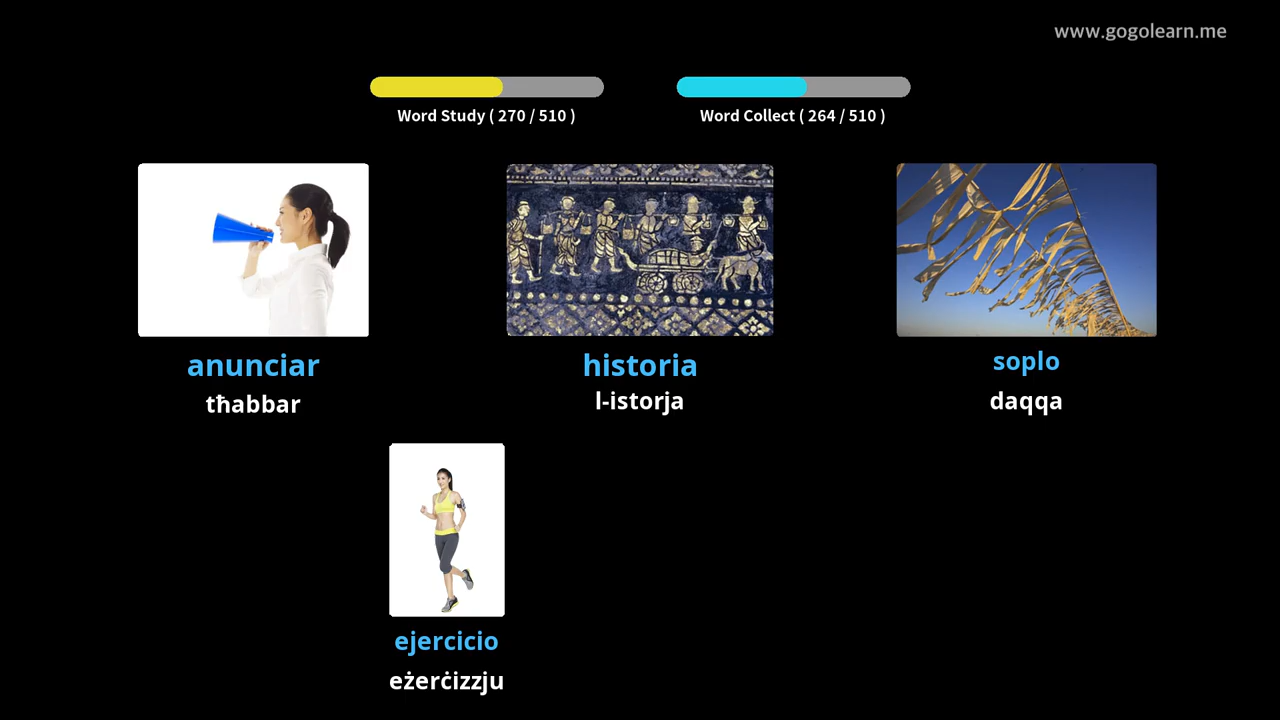 www.gogolearn.me
Word Study ( 270 / 510 )
Word Collect ( 264 / 510 )
anunciar
tħabbar
historia
l-istorja
soplo
daqqa
ejercicio
eżerċizzju